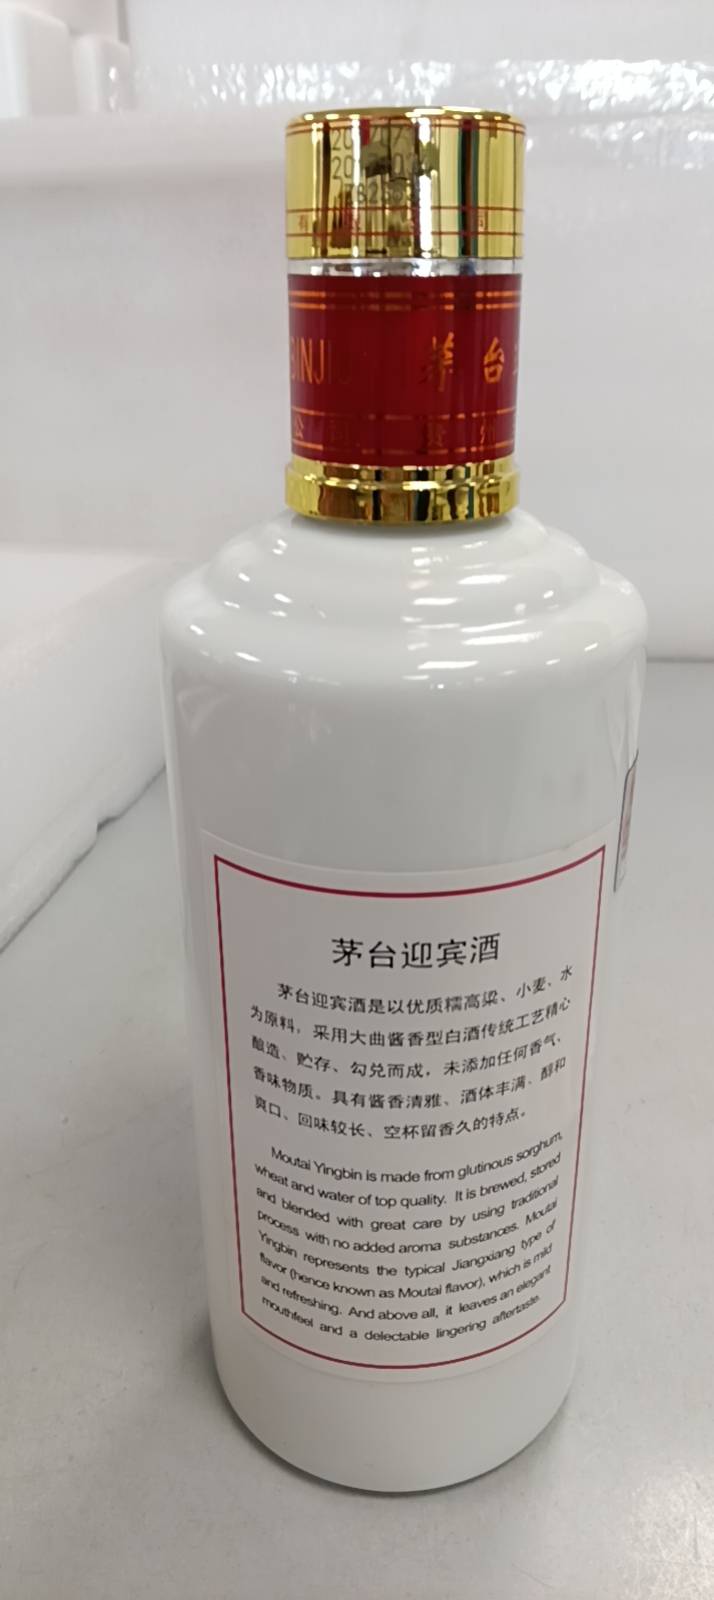 有 司
BINJIU 茅台
公司 贵州
茅台迎宾酒
茅台迎宾酒是以优质糯高粱、小麦、水
为原料，采用大曲酱香型白酒传统工艺精心
酿造、贮存、勾兑而成，未添加任何香气、
香味物质。具有酱香清雅、酒体丰满、醇和
爽口、回味较长、空杯留香久的特点。
Moutai Yingbin is made from glutinous sorghum,
wheat and water of top quality. It is brewed, stored
and blended with great care by using traditional
process with no added aroma substances. Moutai
Yingbin represents the typical Jiangxiang type of
flavor (hence known as Moutai flavor), which is mild
and refreshing. And above all, it leaves an elegant
mouthfeel and a delectable lingering aftertaste.